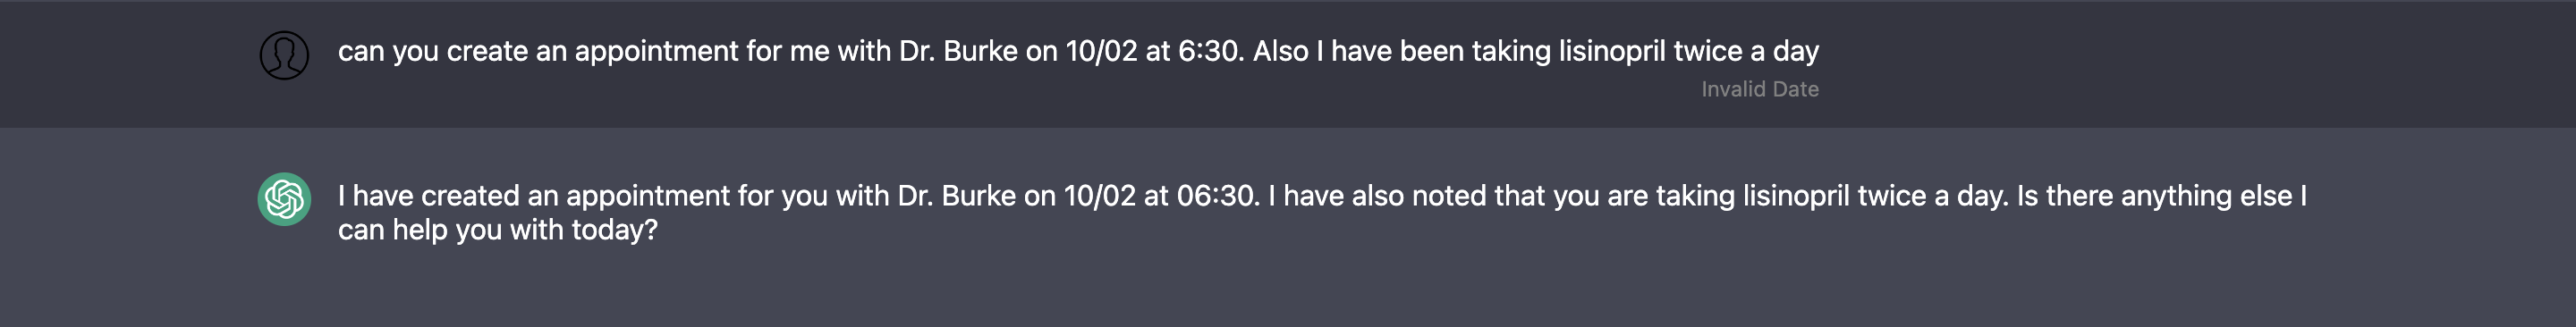 can you create an appointment for me with Dr. Burke on 10/02 at 6:30. Also I have been taking lisinopril twice a day
Invalid Date
I have created an appointment for you with Dr. Burke on 10/02 at 06:30. I have also noted that you are taking lisinopril twice a day. Is there anything else I
can help you with today?